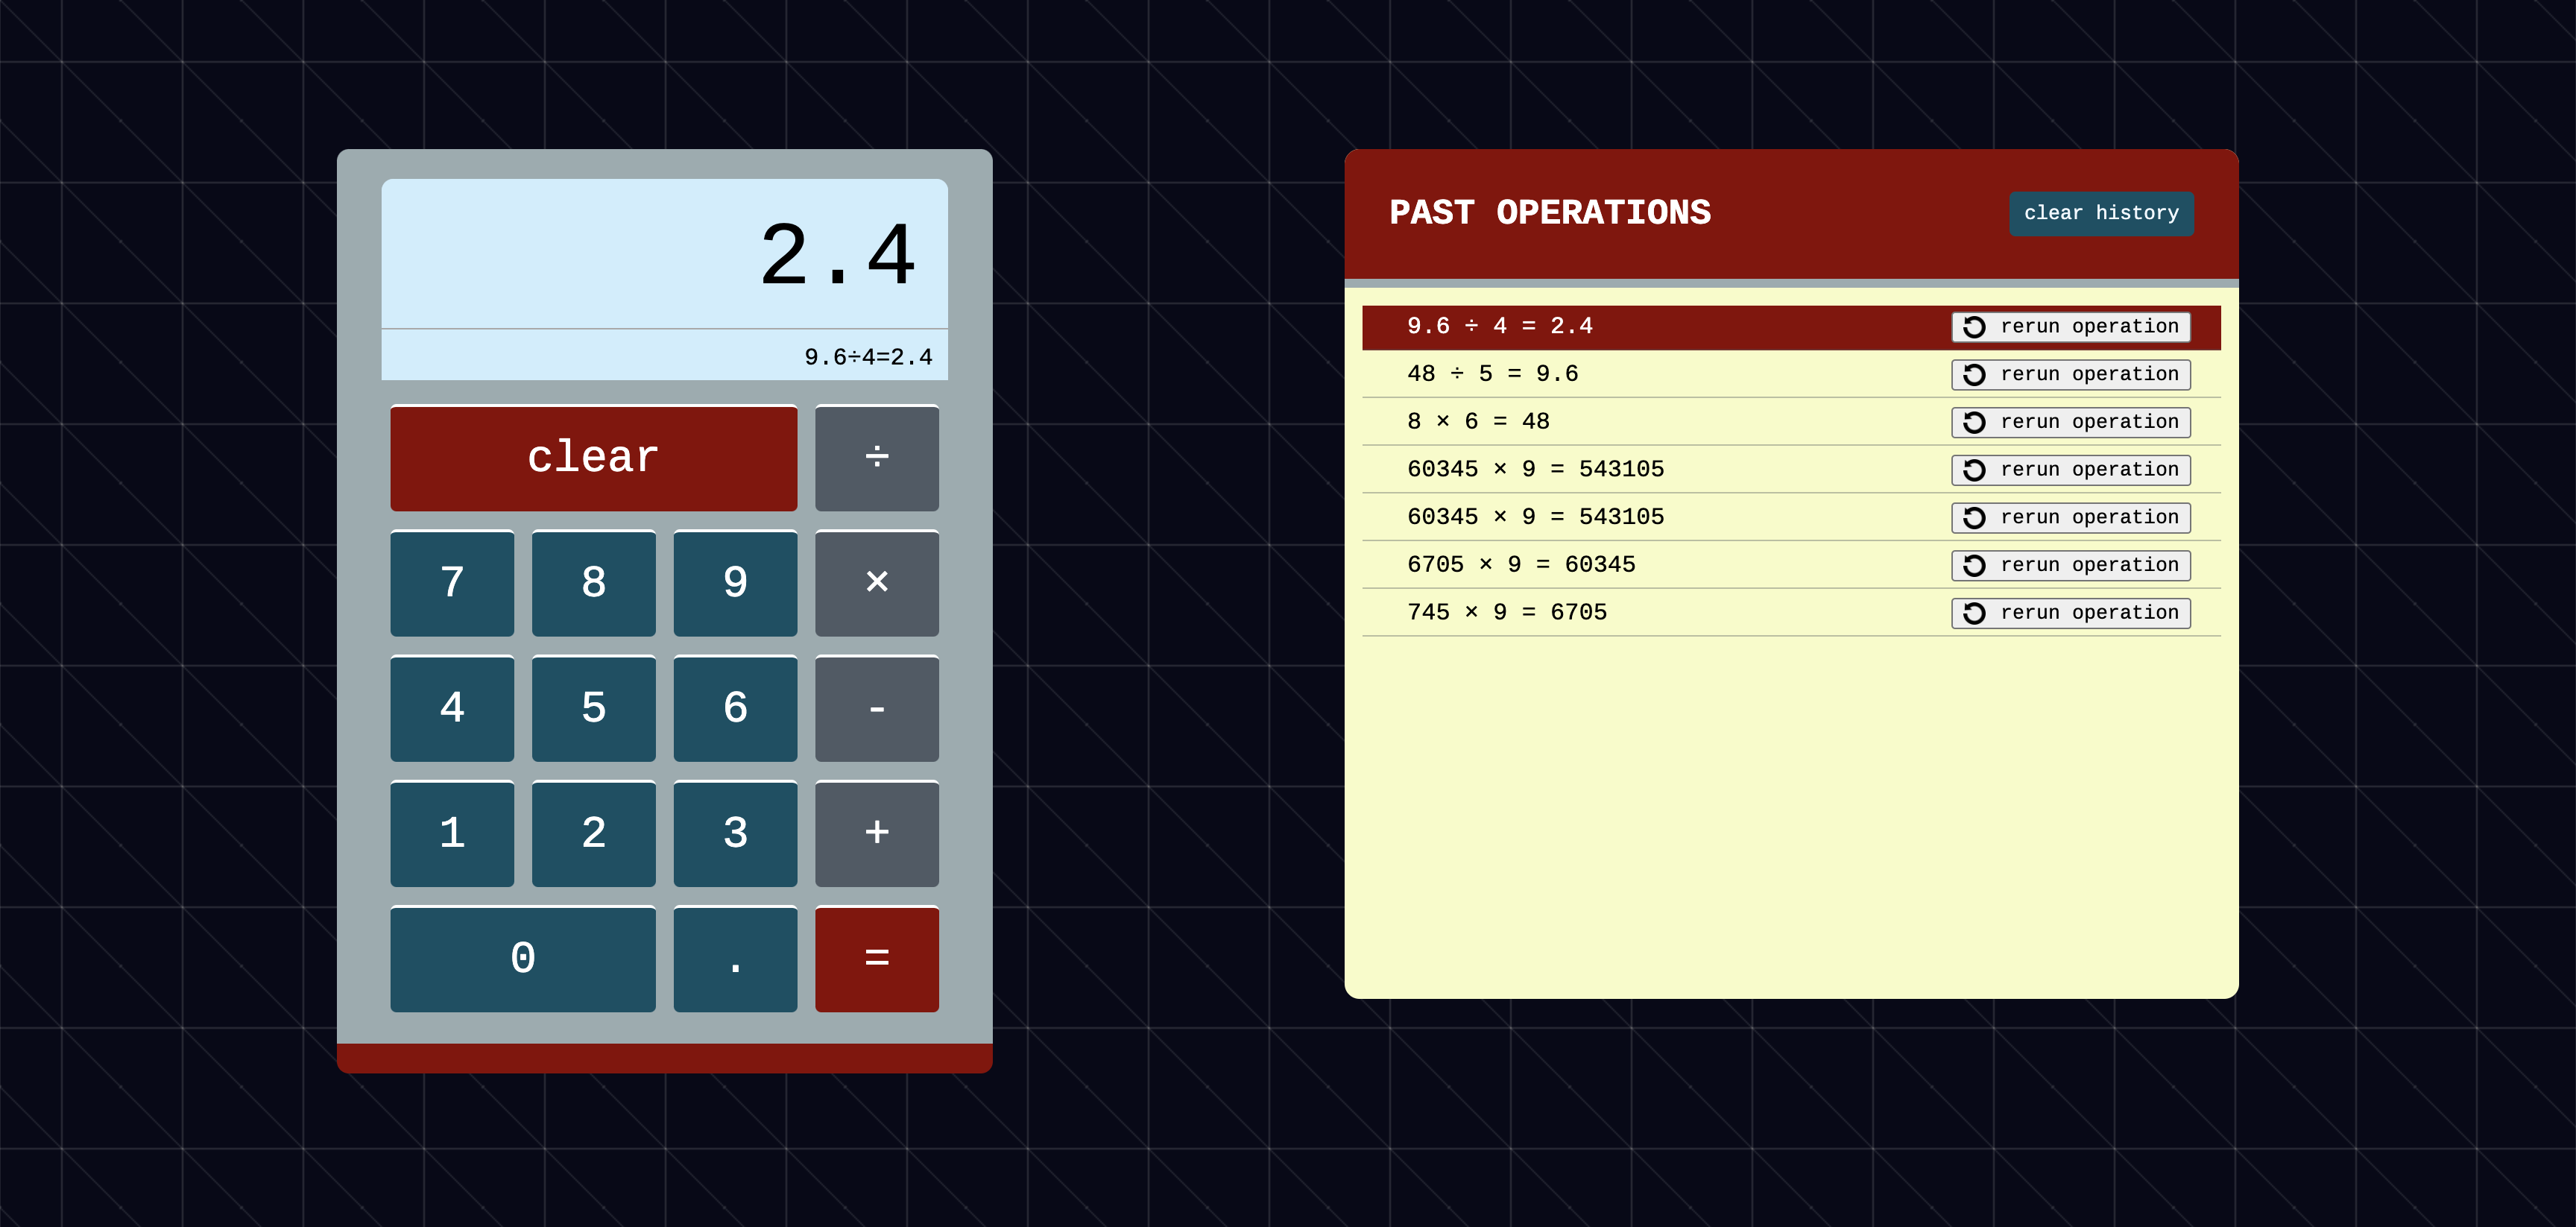 2.4
9.6÷4=2.4
clear ÷
7 8 9 ×
4 5 6 -
1 2 3 +
0 . =
PAST OPERATIONS clear history
9.6 ÷ 4 = 2.4 rerun operation
48 ÷ 5 = 9.6 rerun operation
8 × 6 = 48 rerun operation
60345 × 9 = 543105 rerun operation
60345 × 9 = 543105 rerun operation
6705 × 9 = 60345 rerun operation
745 × 9 = 6705 rerun operation